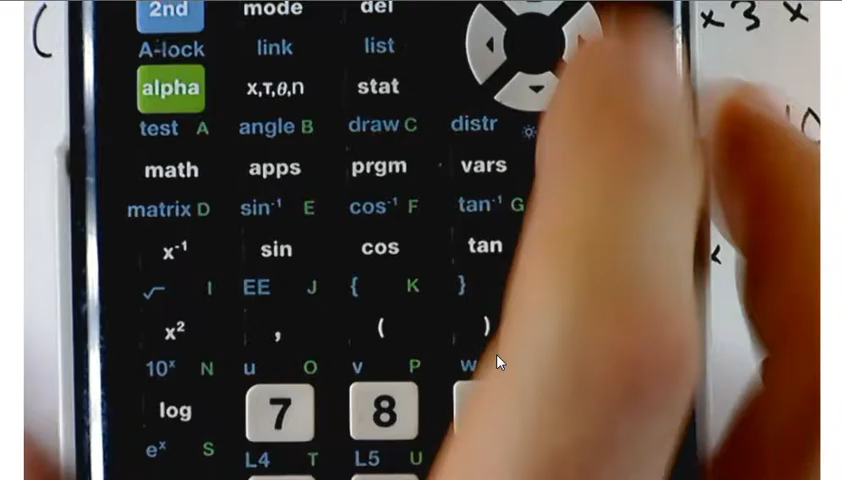 ( 2nd mode del x 3 x
A-lock link list
alpha x,т,θ,n stat
test A angle B draw C distr
math apps prgm vars
matrix D sin⁻¹ E cos⁻¹ F tan⁻¹ G
x⁻¹ sin cos tan
√ I EE J { K }
x² , ( )
10ˣ N u O v P w
log 7 8
eˣ S L4 T L5 U